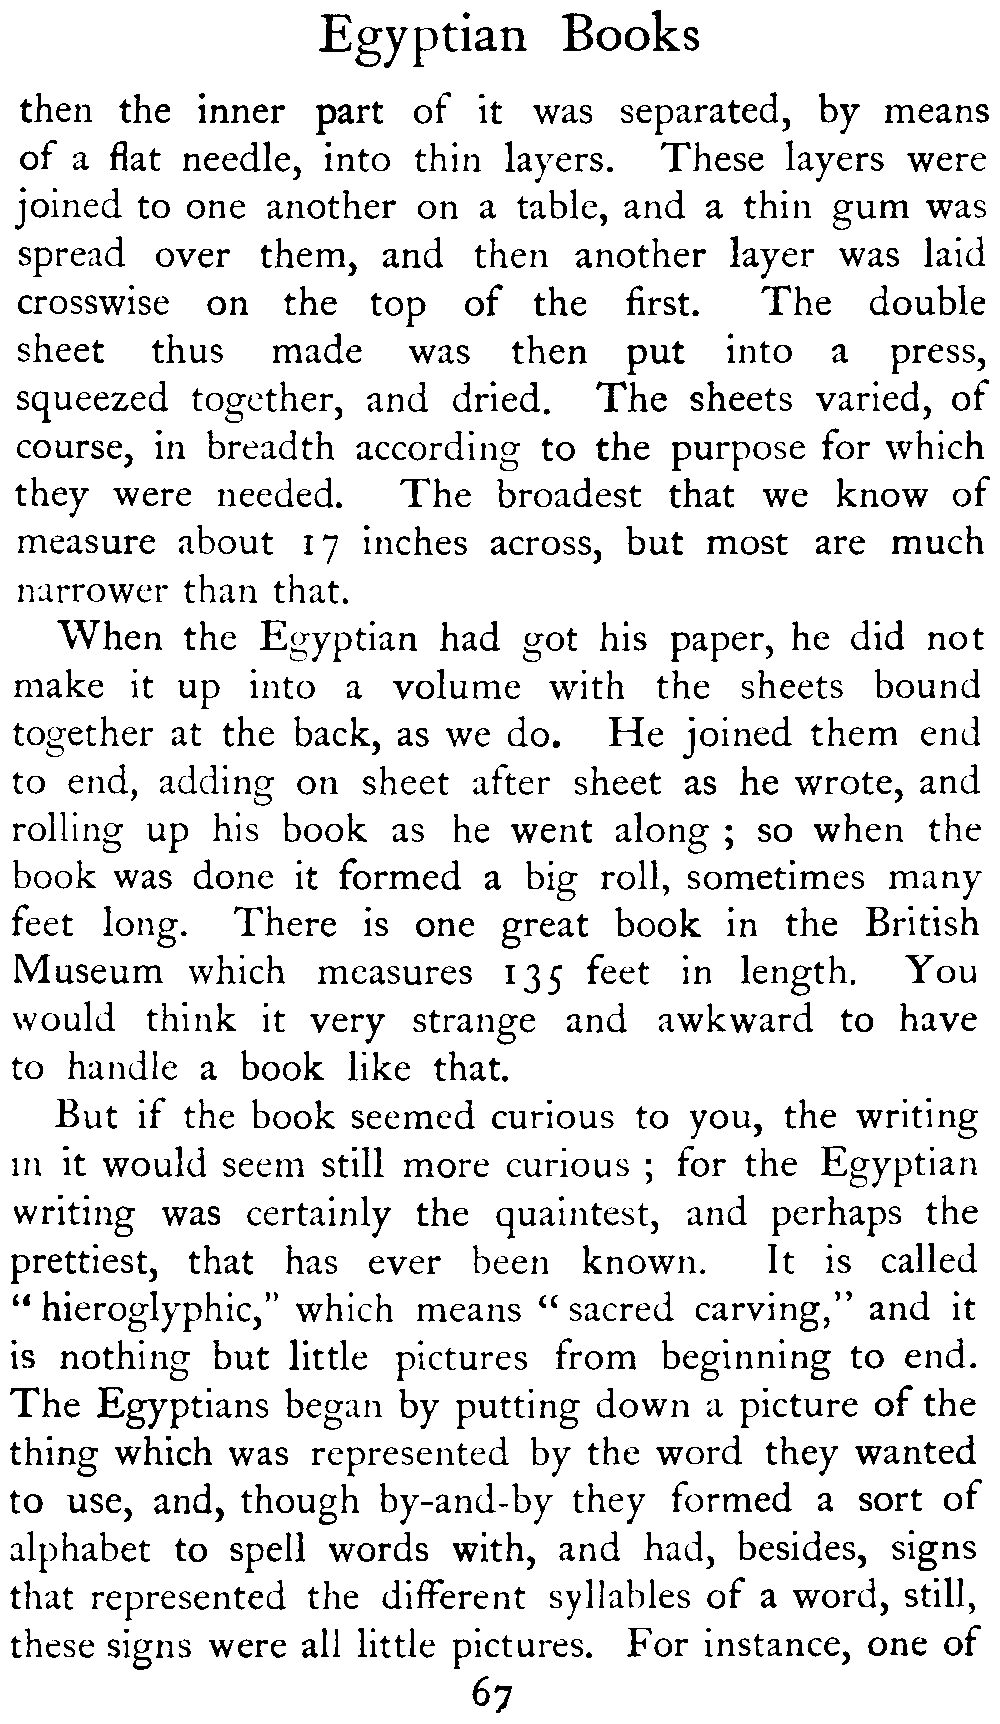 Egyptian Books
then the inner part of it was separated, by means
of a flat needle, into thin layers. These layers were
joined to one another on a table, and a thin gum was
spread over them, and then another layer was laid
crosswise on the top of the first. The double
sheet thus made was then put into a press,
squeezed together, and dried. The sheets varied, of
course, in breadth according to the purpose for which
they were needed. The broadest that we know of
measure about 17 inches across, but most are much
narrower than that.
When the Egyptian had got his paper, he did not
make it up into a volume with the sheets bound
together at the back, as we do. He joined them end
to end, adding on sheet after sheet as he wrote, and
rolling up his book as he went along ; so when the
book was done it formed a big roll, sometimes many
feet long. There is one great book in the British
Museum which measures 135 feet in length. You
would think it very strange and awkward to have
to handle a book like that.
But if the book seemed curious to you, the writing
in it would seem still more curious ; for the Egyptian
writing was certainly the quaintest, and perhaps the
prettiest, that has ever been known. It is called
“hieroglyphic,” which means “sacred carving,” and it
is nothing but little pictures from beginning to end.
The Egyptians began by putting down a picture of the
thing which was represented by the word they wanted
to use, and, though by-and-by they formed a sort of
alphabet to spell words with, and had, besides, signs
that represented the different syllables of a word, still,
these signs were all little pictures. For instance, one of
67